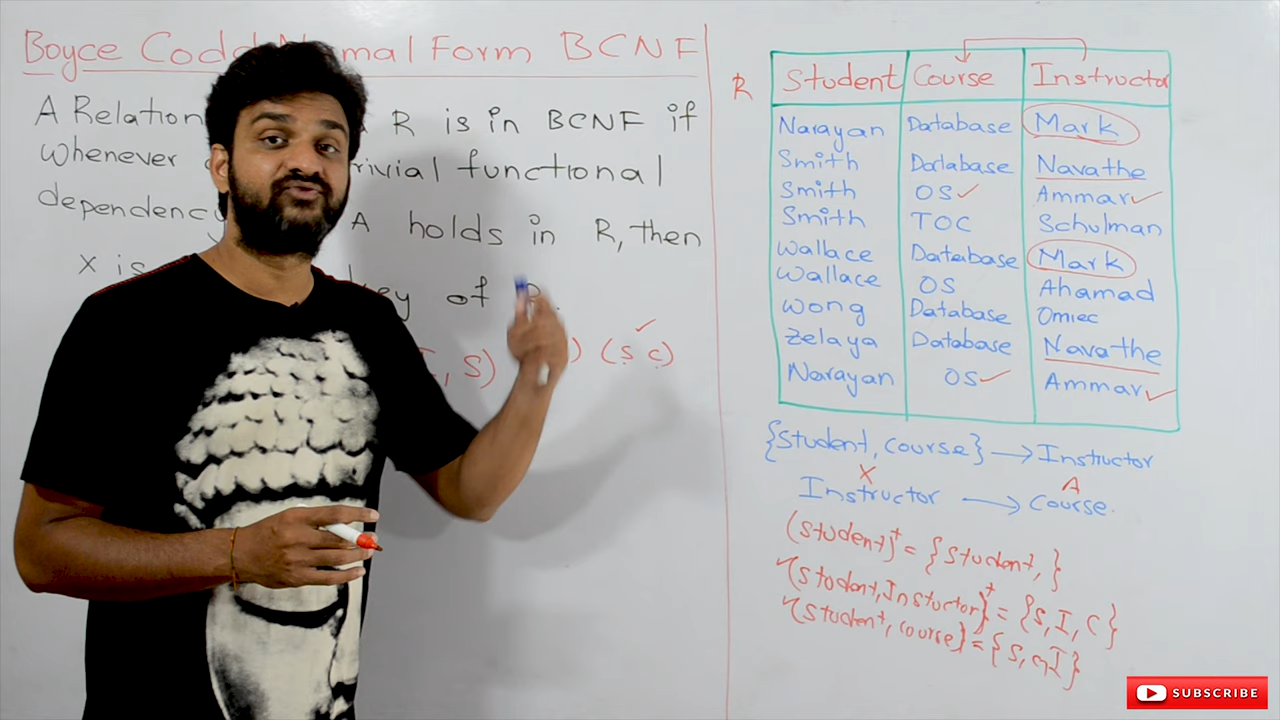 Boyce Codd Normal Form BCNF
A Relation R is in BCNF if
whenever rivial functional
dependency A holds in R, then
X is key of
, S) ) (S C)
R
Student Course Instructor
Narayan Database Mark
Smith Database Navathe
Smith OS ✓ Ammar ✓
Smith TOC Schulman
Wallace Database Mark
Wallace OS Ahamad
Wong Database Omiec
Zelaya Database Navathe
Narayan OS ✓ Ammar ✓
{Student, Course} → Instructor
X A
Instructor → Course.
(Student)+ = {Student, }
(Student, Instuctor}+ = {S, I, C}
(Student, Course} = {S, C, I}
SUBSCRIBE